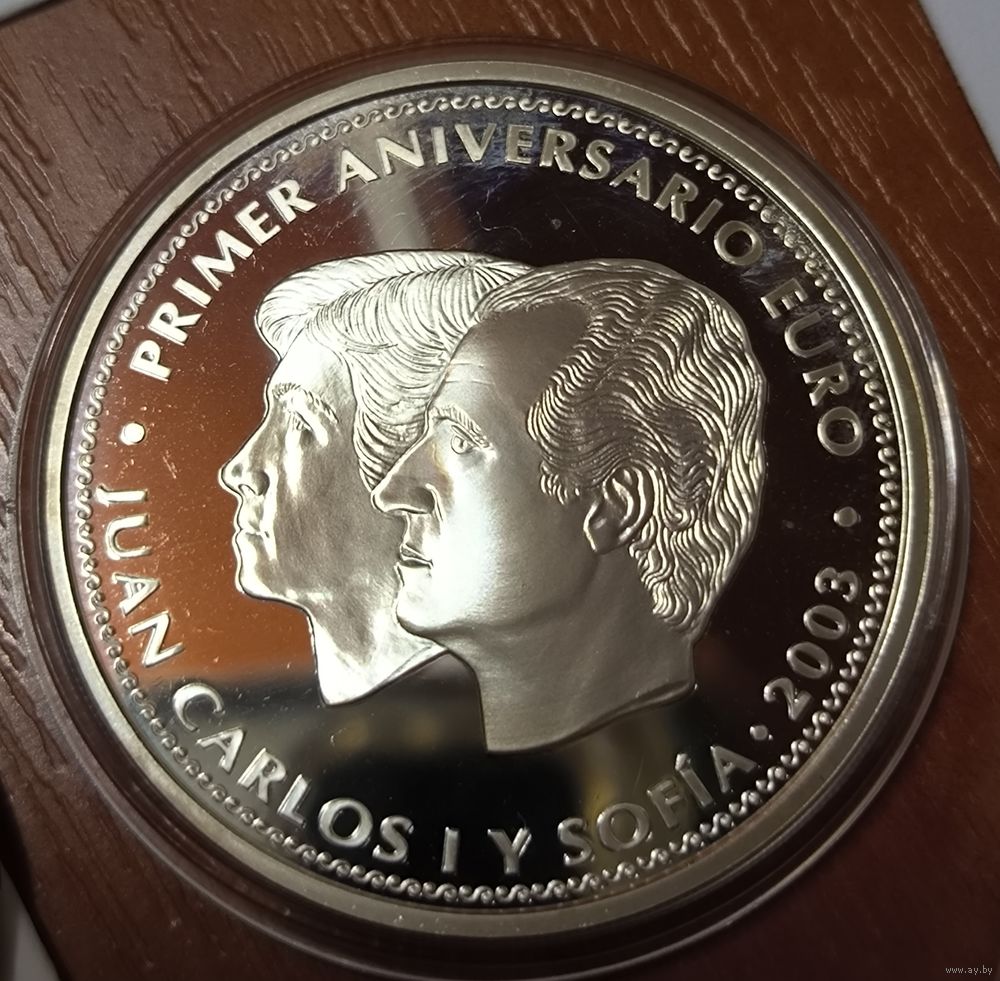 • PRIMER ANIVERSARIO EURO •
JUAN CARLOS I Y SOFÍA • 2003
www.ay.by